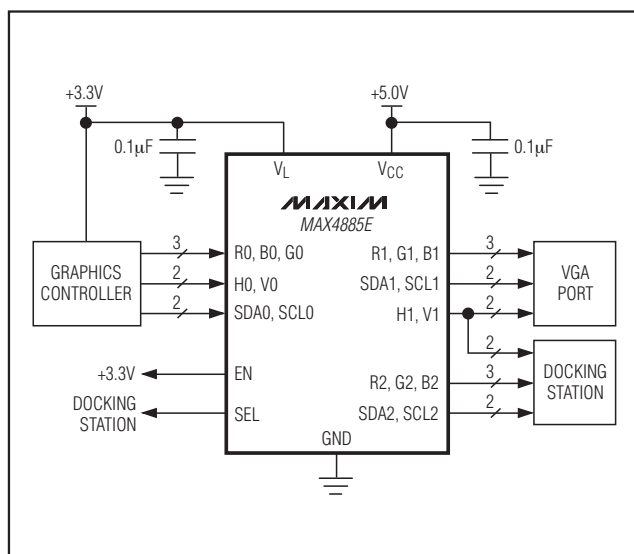 +3.3V
+5.0V
0.1μF
0.1μF
VL
VCC
MAXIM
MAX4885E
GRAPHICS
CONTROLLER
3
R0, B0, G0
2
H0, V0
2
SDA0, SCL0
+3.3V
EN
DOCKING
STATION
SEL
GND
R1, G1, B1
3
SDA1, SCL1
2
H1, V1
2
VGA
PORT
2
R2, G2, B2
3
SDA2, SCL2
2
DOCKING
STATION